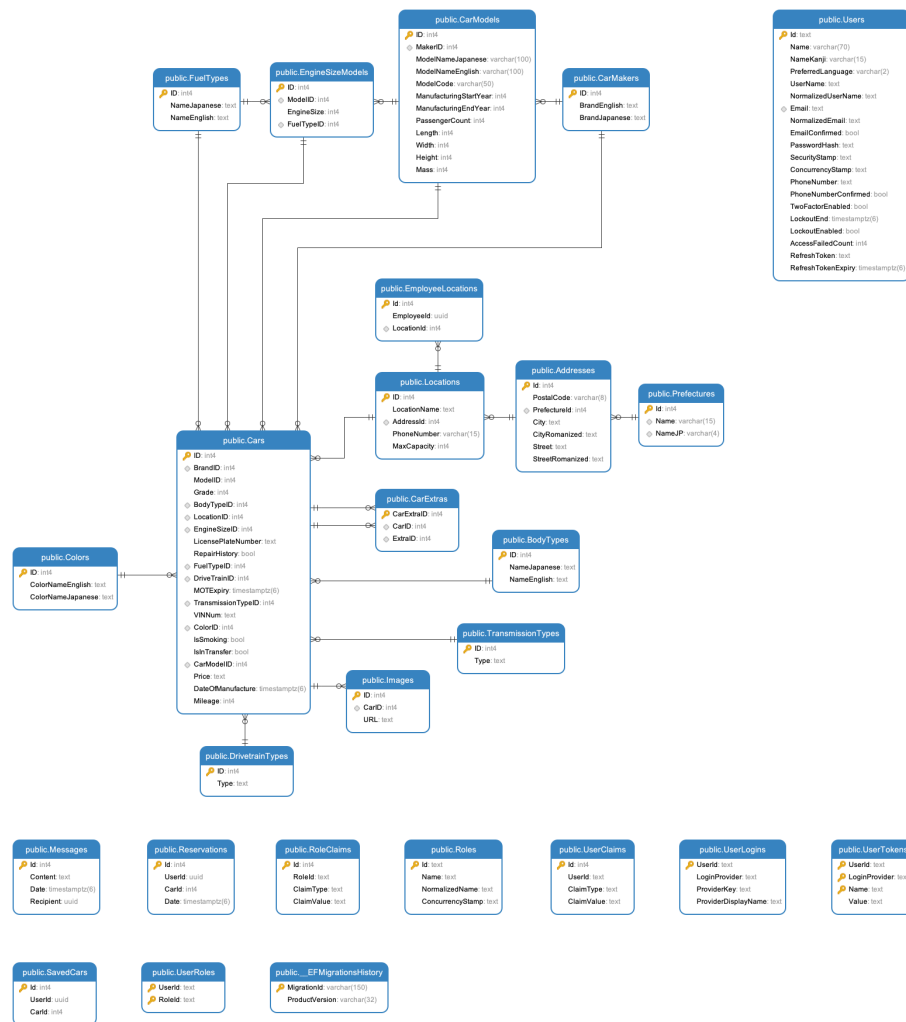 public.CarModels
ID: int4
MakerID: int4
ModelNameJapanese: varchar(100)
ModelNameEnglish: varchar(100)
ModelCode: varchar(50)
ManufacturingStartYear: int4
ManufacturingEndYear: int4
PassengerCount: int4
Length: int4
Width: int4
Height: int4
Mass: int4
public.Users
Id: text
Name: varchar(70)
NameKanji: varchar(15)
PreferredLanguage: varchar(2)
UserName: text
NormalizedUserName: text
Email: text
NormalizedEmail: text
EmailConfirmed: bool
PasswordHash: text
SecurityStamp: text
ConcurrencyStamp: text
PhoneNumber: text
PhoneNumberConfirmed: bool
TwoFactorEnabled: bool
LockoutEnd: timestamptz(6)
LockoutEnabled: bool
AccessFailedCount: int4
RefreshToken: text
RefreshTokenExpiry: timestamptz(6)
public.FuelTypes
ID: int4
NameJapanese: text
NameEnglish: text
public.EngineSizeModels
ID: int4
ModelID: int4
EngineSize: int4
FuelTypeID: int4
public.CarMakers
ID: int4
BrandEnglish: text
BrandJapanese: text
public.EmployeeLocations
Id: int4
EmployeeId: uuid
LocationId: int4
public.Locations
ID: int4
LocationName: text
AddressId: int4
PhoneNumber: varchar(15)
MaxCapacity: int4
public.Addresses
Id: int4
PostalCode: varchar(8)
PrefectureId: int4
City: text
CityRomanized: text
Street: text
StreetRomanized: text
public.Prefectures
Id: int4
Name: varchar(15)
NameJP: varchar(4)
public.Cars
ID: int4
BrandID: int4
ModelID: int4
Grade: int4
BodyTypeID: int4
LocationID: int4
EngineSizeID: int4
LicensePlateNumber: text
RepairHistory: bool
FuelTypeID: int4
DriveTrainID: int4
MOTExpiry: timestamptz(6)
TransmissionTypeID: int4
VINNum: text
ColorID: int4
IsSmoking: bool
IsInTransfer: bool
CarModelID: int4
Price: text
DateOfManufacture: timestamptz(6)
Mileage: int4
public.CarExtras
CarExtraID: int4
CarID: int4
ExtraID: int4
public.BodyTypes
ID: int4
NameJapanese: text
NameEnglish: text
public.Colors
ID: int4
ColorNameEnglish: text
ColorNameJapanese: text
public.TransmissionTypes
ID: int4
Type: text
public.Images
ID: int4
CarID: int4
URL: text
public.DrivetrainTypes
ID: int4
Type: text
public.Messages
Id: int4
Content: text
Date: timestamptz(6)
Recipient: uuid
public.Reservations
Id: int4
UserId: uuid
CarId: int4
Date: timestamptz(6)
public.RoleClaims
Id: int4
RoleId: text
ClaimType: text
ClaimValue: text
public.Roles
Id: text
Name: text
NormalizedName: text
ConcurrencyStamp: text
public.UserClaims
Id: int4
UserId: text
ClaimType: text
ClaimValue: text
public.UserLogins
UserId: text
LoginProvider: text
ProviderKey: text
ProviderDisplayName: text
public.UserTokens
UserId: text
LoginProvider: text
Name: text
Value: text
public.SavedCars
Id: int4
UserId: uuid
CarId: int4
public.UserRoles
UserId: text
RoleId: text
public.__EFMigrationsHistory
MigrationId: varchar(150)
ProductVersion: varchar(32)